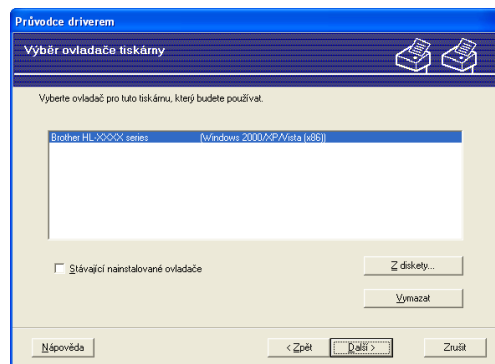 Průvodce driverem
Výběr ovladače tiskárny
Vyberte ovladač pro tuto tiskárnu, který budete používat.
Brother HL-XXXX series (Windows 2000/XP/Vista (x86))
Stávající nainstalované ovladače
Z diskety...
Vymazat
Nápověda < Zpět Další > Zrušit